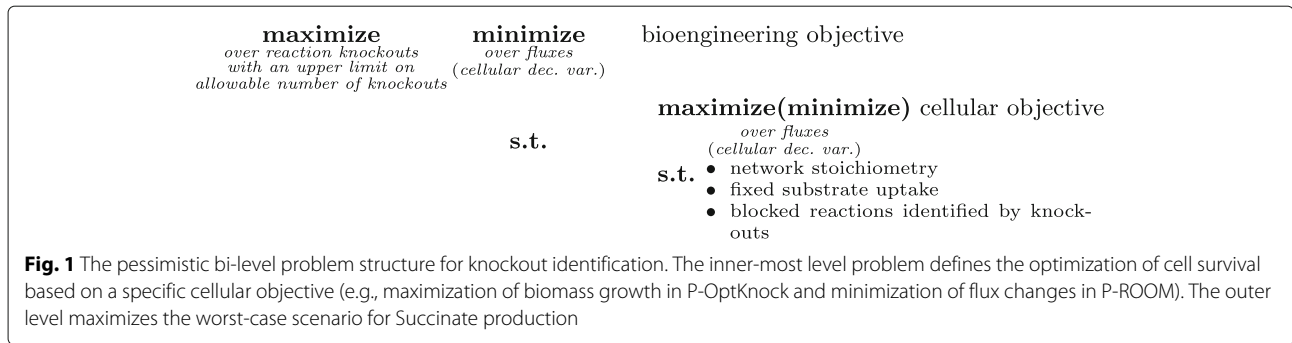 maximize minimize bioengineering objective
over reaction knockouts over fluxes
with an upper limit on (cellular dec. var.)
allowable number of knockouts
maximize(minimize) cellular objective
over fluxes
s.t. (cellular dec. var.)
s.t. • network stoichiometry
• fixed substrate uptake
• blocked reactions identified by knock-
outs
Fig. 1 The pessimistic bi-level problem structure for knockout identification. The inner-most level problem defines the optimization of cell survival
based on a specific cellular objective (e.g., maximization of biomass growth in P-OptKnock and minimization of flux changes in P-ROOM). The outer
level maximizes the worst-case scenario for Succinate production